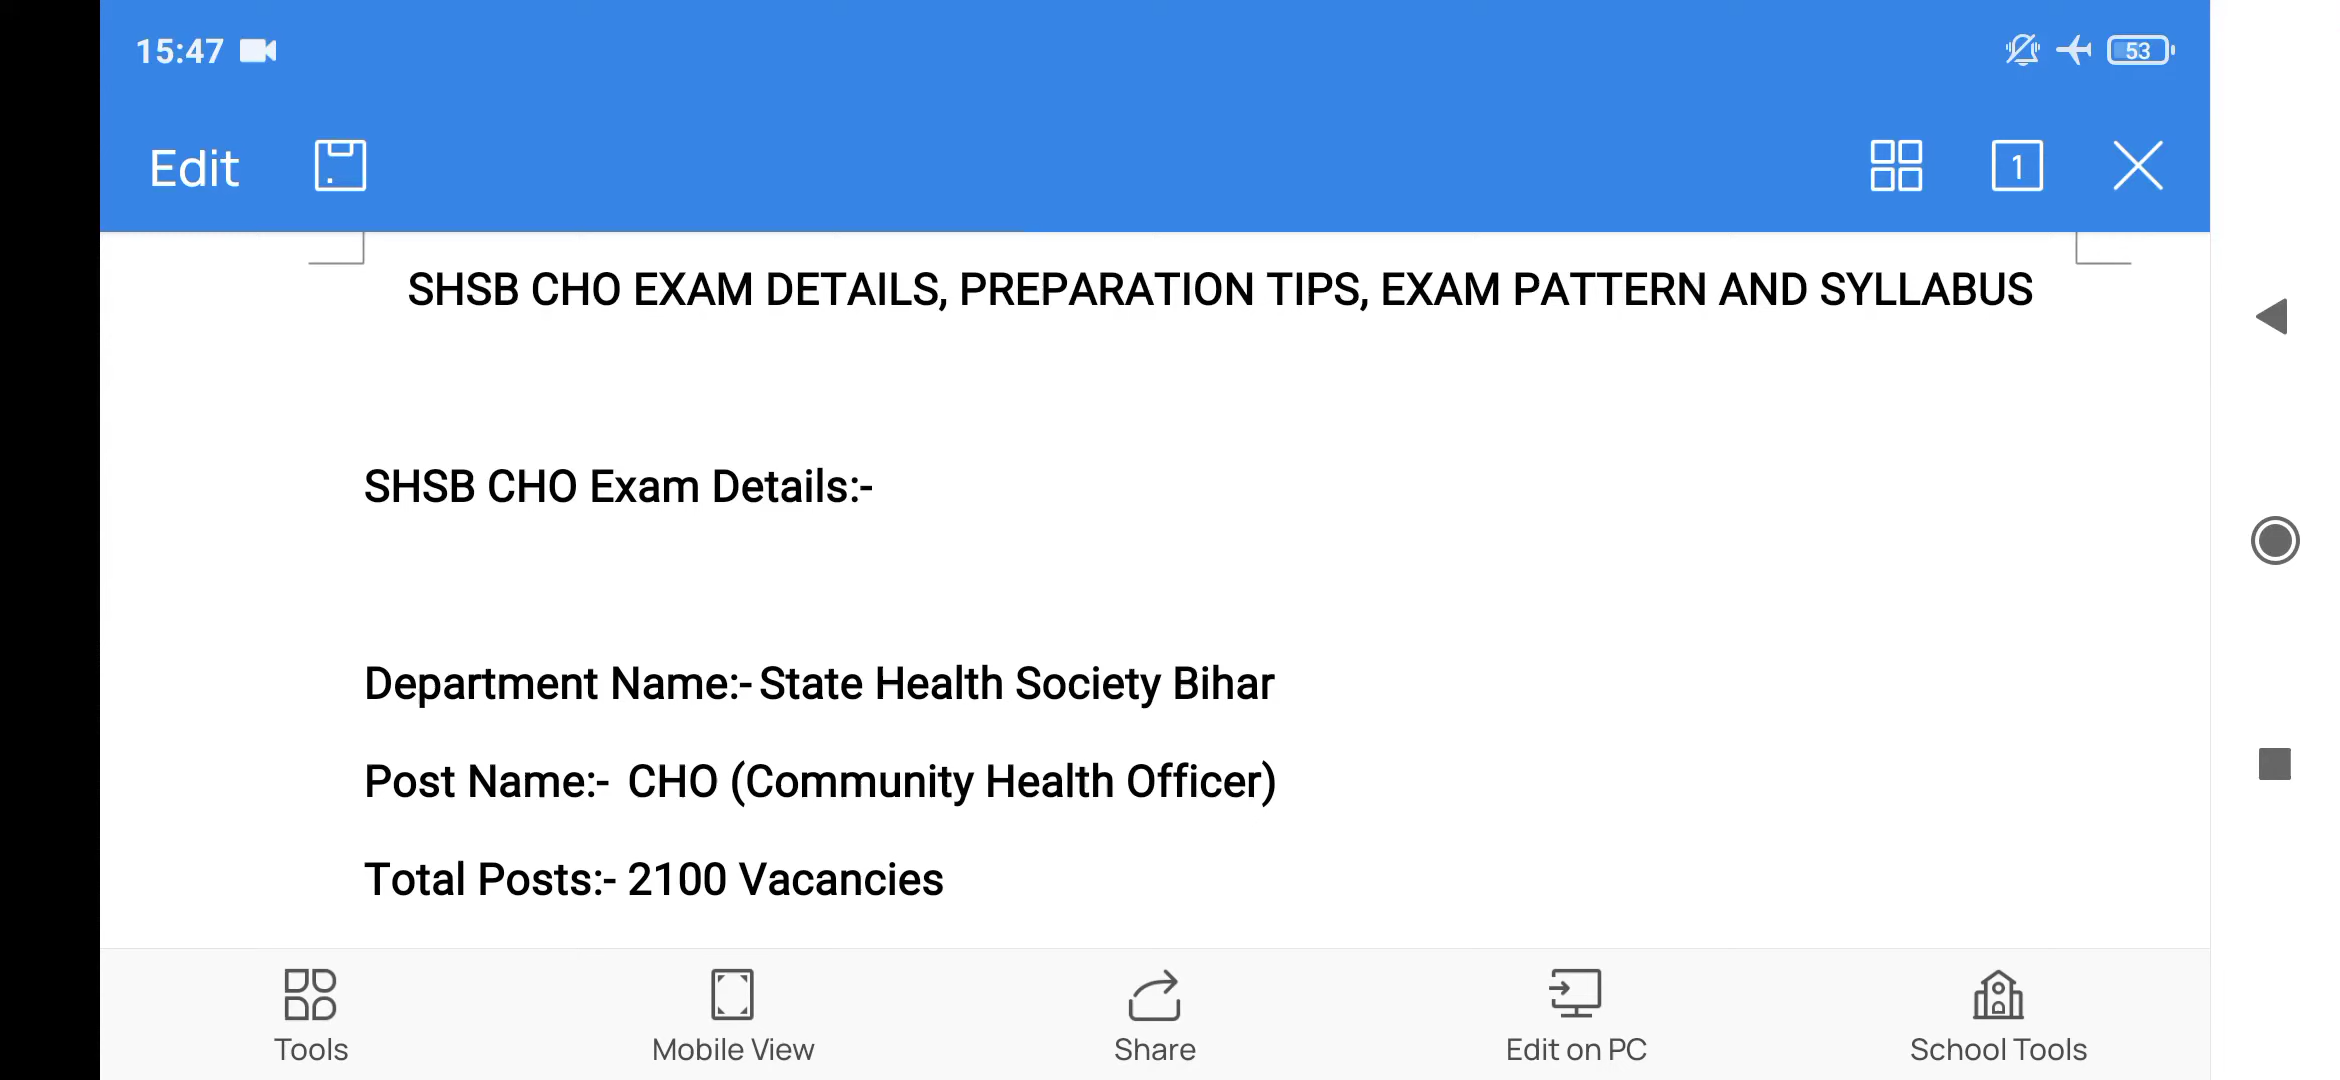 15:47
53
Edit
1
SHSB CHO EXAM DETAILS, PREPARATION TIPS, EXAM PATTERN AND SYLLABUS
SHSB CHO Exam Details:-
Department Name:- State Health Society Bihar
Post Name:- CHO (Community Health Officer)
Total Posts:- 2100 Vacancies
Tools
Mobile View
Share
Edit on PC
School Tools